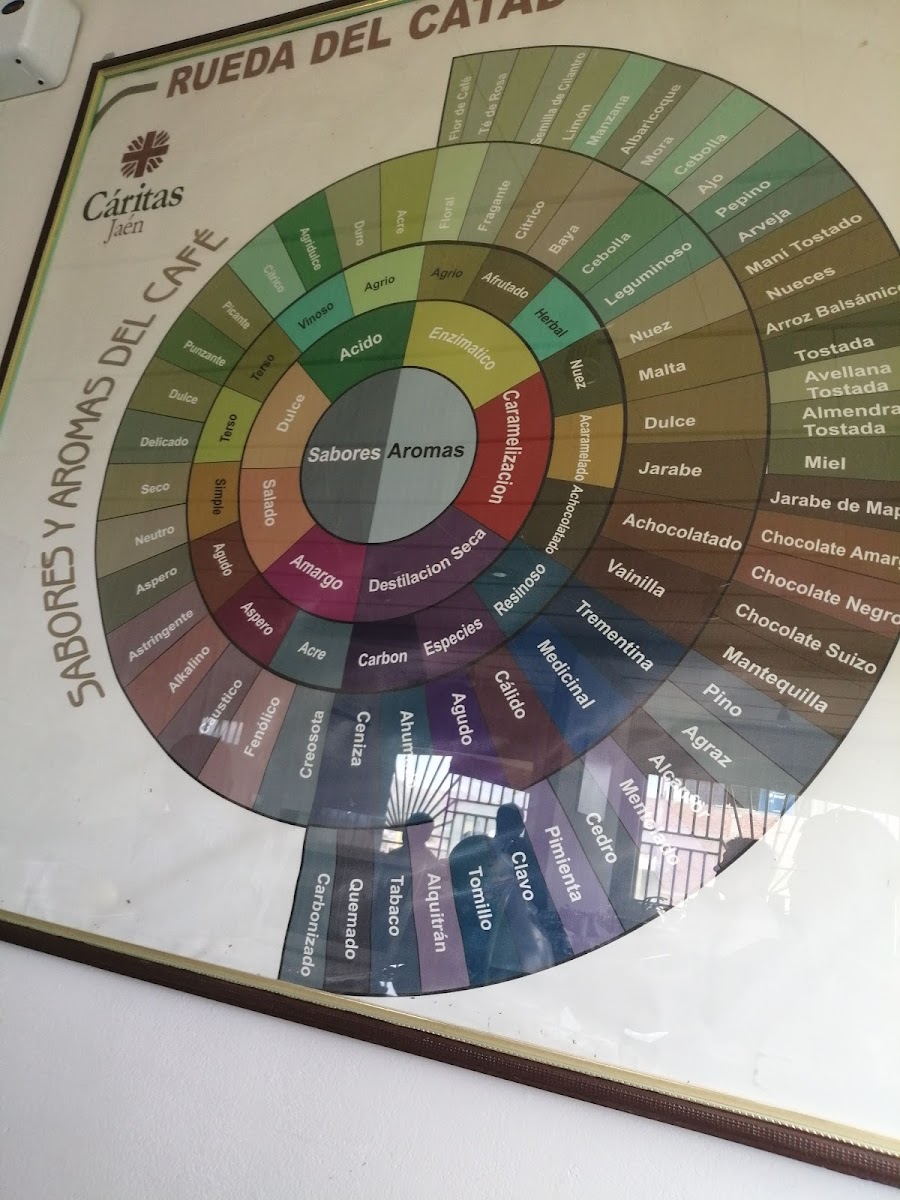 RUEDA DEL CATAD
Cáritas
Jaén
SABORES Y AROMAS DEL CAFÉ
Sabores
Aromas
Acido
Enzimatico
Caramelizacion
Destilacion Seca
Amargo
Salado
Dulce
Vinoso
Agrio
Agrio
Afrutado
Herbal
Nuez
Acaramelado
Achocolatado
Resinoso
Especies
Carbon
Acre
Aspero
Agudo
Simple
Terso
Terso
Citrico
Agridulce
Duro
Acre
Floral
Fragante
Citrico
Baya
Cebolla
Leguminoso
Nuez
Malta
Dulce
Jarabe
Achocolatado
Vainilla
Trementina
Medicinal
Cálido
Agudo
Ceniza
Creosota
Fenólico
Alkalino
Astringente
Aspero
Neutro
Seco
Delicado
Dulce
Punzante
Picante
Flor de Café
Té de Rosa
Semilla de Cilantro
Limón
Manzana
Albaricoque
Mora
Cebolla
Ajo
Pepino
Arveja
Maní Tostado
Nueces
Arroz Balsámico
Tostada
Avellana
Tostada
Almendra
Tostada
Miel
Jarabe de Map
Chocolate Amarg
Chocolate Negro
Chocolate Suizo
Mantequilla
Pino
Agraz
Cedro
Pimienta
Clavo
Tomillo
Alquitrán
Tabaco
Quemado
Carbonizado